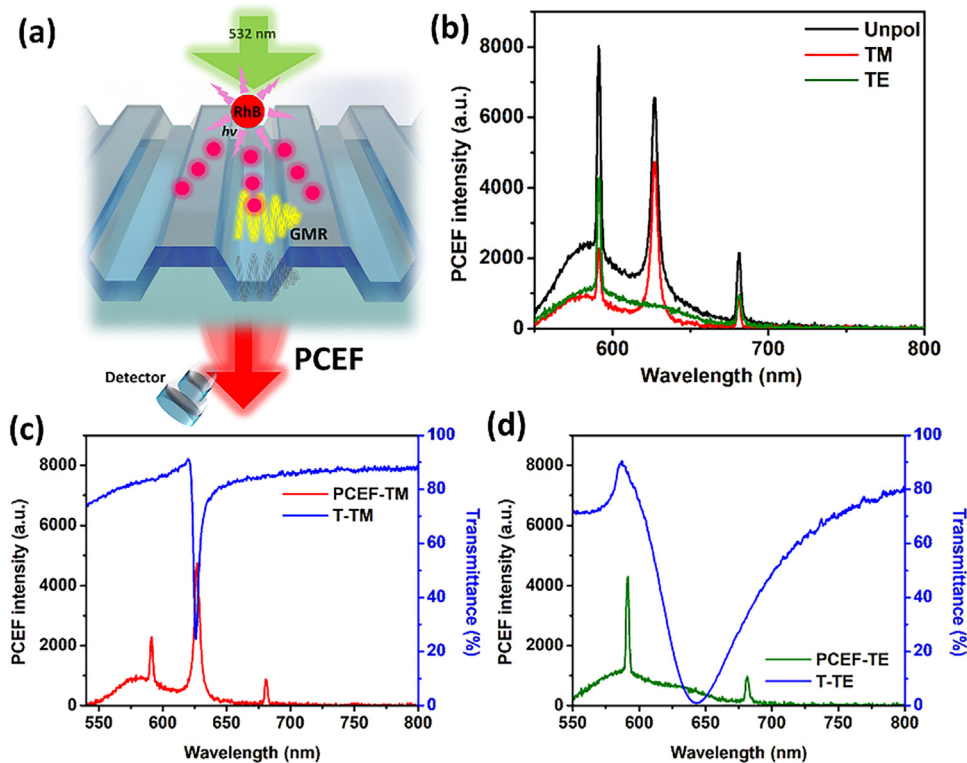 (a)
532 nm
RhB
hv
GMR
PCEF
Detector
(b)
8000
6000
4000
2000
0
PCEF intensity (a.u.)
Unpol
TM
TE
600
700
800
Wavelength (nm)
(c)
8000
6000
4000
2000
0
PCEF intensity (a.u.)
PCEF-TM
T-TM
100
80
60
40
20
0
Transmittance (%)
550
600
650
700
750
800
Wavelength (nm)
(d)
8000
6000
4000
2000
0
PCEF intensity (a.u.)
PCEF-TE
T-TE
100
80
60
40
20
0
Transmittance (%)
550
600
650
700
750
800
Wavelength (nm)